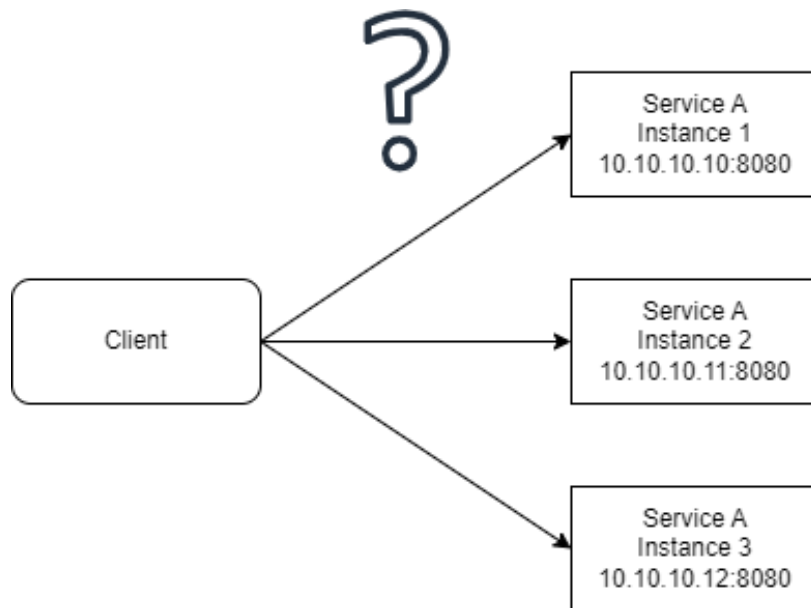 ?
Service A
Instance 1
10.10.10.10:8080
Client
Service A
Instance 2
10.10.10.11:8080
Service A
Instance 3
10.10.10.12:8080